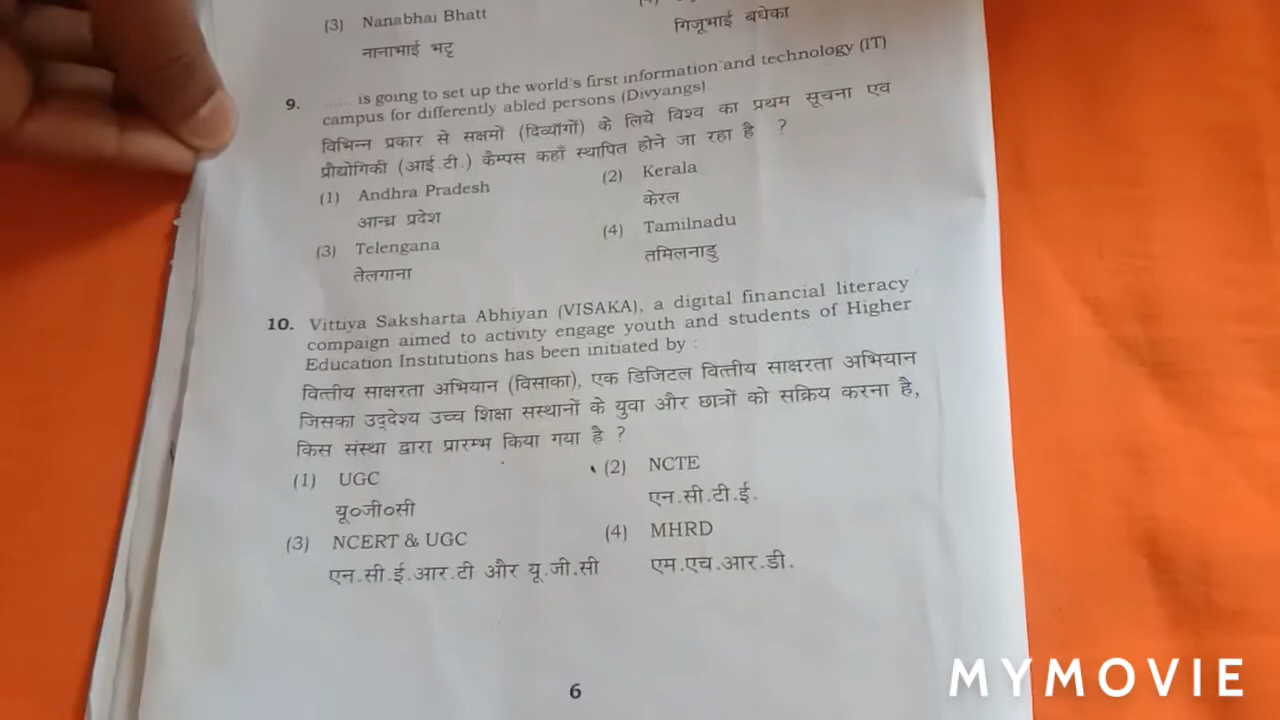 (3) Nanabhai Bhatt
गिजूभाई बधेका
नानाभाई भट्ट
9. ...... is going to set up the world's first information and technology (IT)
campus for differently abled persons (Divyangs).
विभिन्न प्रकार से सक्षमों (दिव्याँगों) के लिये विश्व का प्रथम सूचना एवं
प्रौद्योगिकी (आई.टी.) कैम्पस कहाँ स्थापित होने जा रहा है ?
(1) Andhra Pradesh (2) Kerala
आन्ध्र प्रदेश केरल
(3) Telengana (4) Tamilnadu
तेलगाना तमिलनाडु
10. Vittiya Saksharta Abhiyan (VISAKA), a digital financial literacy
compaign aimed to activity engage youth and students of Higher
Education Institutions has been initiated by :
वित्तीय साक्षरता अभियान (विसाका), एक डिजिटल वित्तीय साक्षरता अभियान
जिसका उद्देश्य उच्च शिक्षा संस्थानों के युवा और छात्रों को सक्रिय करना है,
किस संस्था द्वारा प्रारम्भ किया गया है ?
(1) UGC (2) NCTE
यू०जी०सी एन.सी.टी.ई.
(3) NCERT & UGC (4) MHRD
एन.सी.ई.आर.टी और यू.जी.सी एम.एच.आर.डी.
6
MYMOVIE